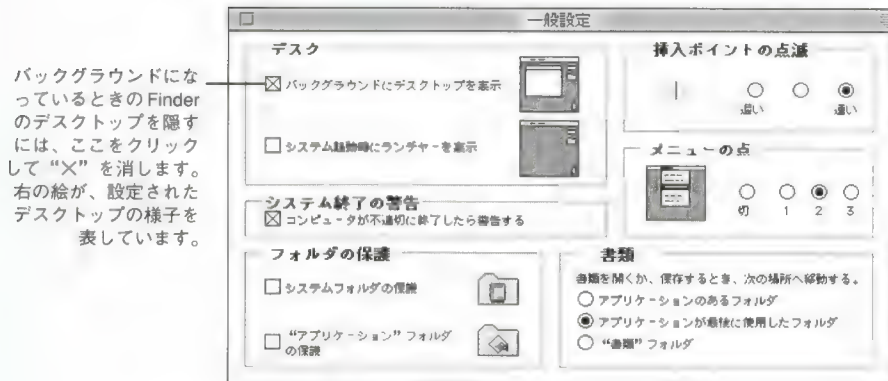 バックグラウンドにな
っているときのFinder
のデスクトップを隠す
には、ここをクリック
して“×”を消します。
右の絵が、設定された
デスクトップの様子を
表しています。
一般設定
デスク
バックグラウンドにデスクトップを表示
システム起動時にランチャーを表示
システム終了の警告
コンピュータが不適切に終了したら警告する
フォルダの保護
システムフォルダの保護
“アプリケーション”フォルダ
の保護
挿入ポイントの点滅
遅い
速い
メニューの点
切 1 2 3
書類
書類を開くか、保存するとき、次の場所へ移動する。
アプリケーションのあるフォルダ
アプリケーションが最後に使用したフォルダ
“書類”フォルダ